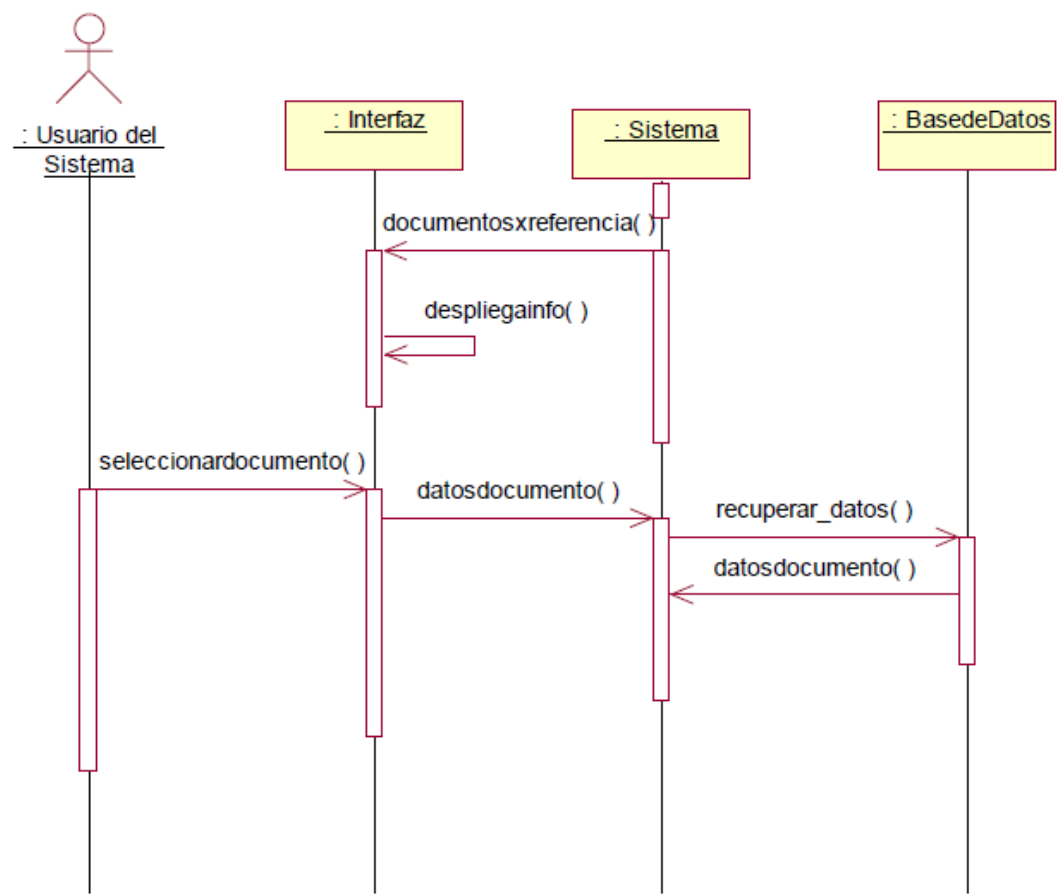 : Usuario del
Sistema
: Interfaz
: Sistema
: BasedeDatos
documentosxreferencia( )
despliegainfo( )
seleccionardocumento( )
datosdocumento( )
recuperar_datos( )
datosdocumento( )